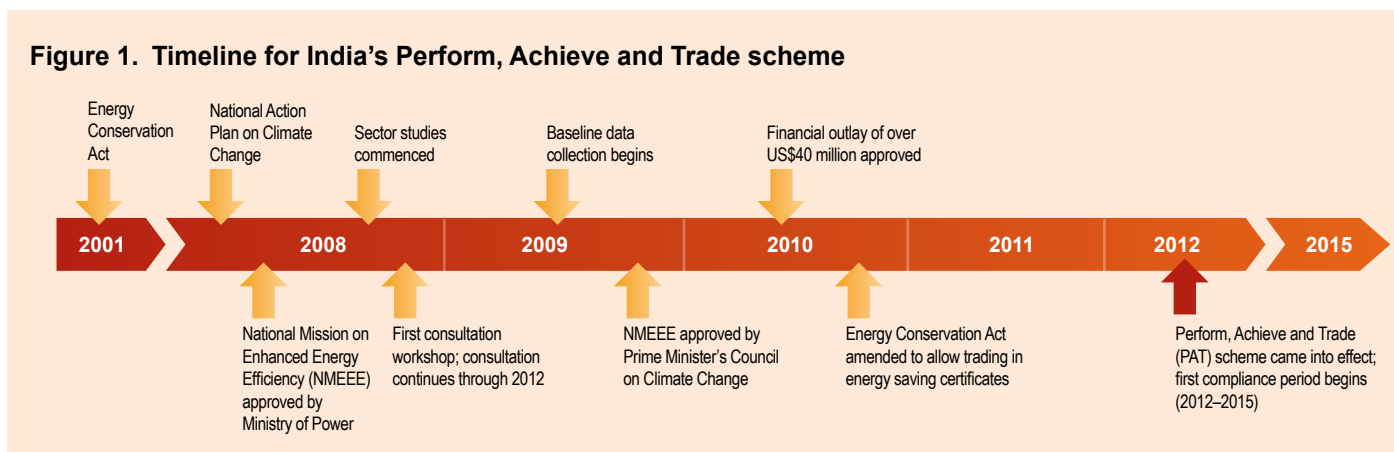 Figure 1. Timeline for India's Perform, Achieve and Trade scheme
Energy
Conservation
Act
National Action
Plan on Climate
Change
Sector studies
commenced
Baseline data
collection begins
Financial outlay of over
US$40 million approved
2001
2008
2009
2010
2011
2012
2015
National Mission on
Enhanced Energy
Efficiency (NMEEE)
approved by
Ministry of Power
First consultation
workshop; consultation
continues through 2012
NMEEE approved by
Prime Minister's Council
on Climate Change
Energy Conservation Act
amended to allow trading in
energy saving certificates
Perform, Achieve and Trade
(PAT) scheme came into effect;
first compliance period begins
(2012–2015)